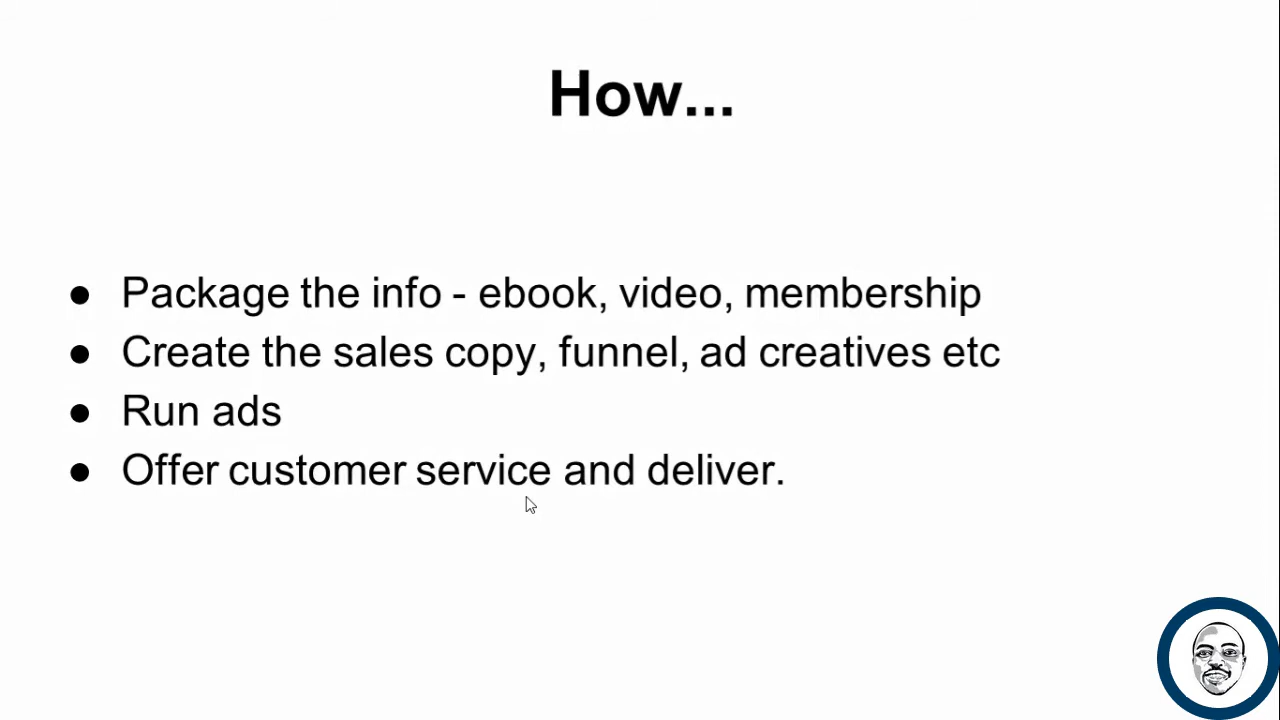 How...
● Package the info - ebook, video, membership
● Create the sales copy, funnel, ad creatives etc
● Run ads
● Offer customer service and deliver.